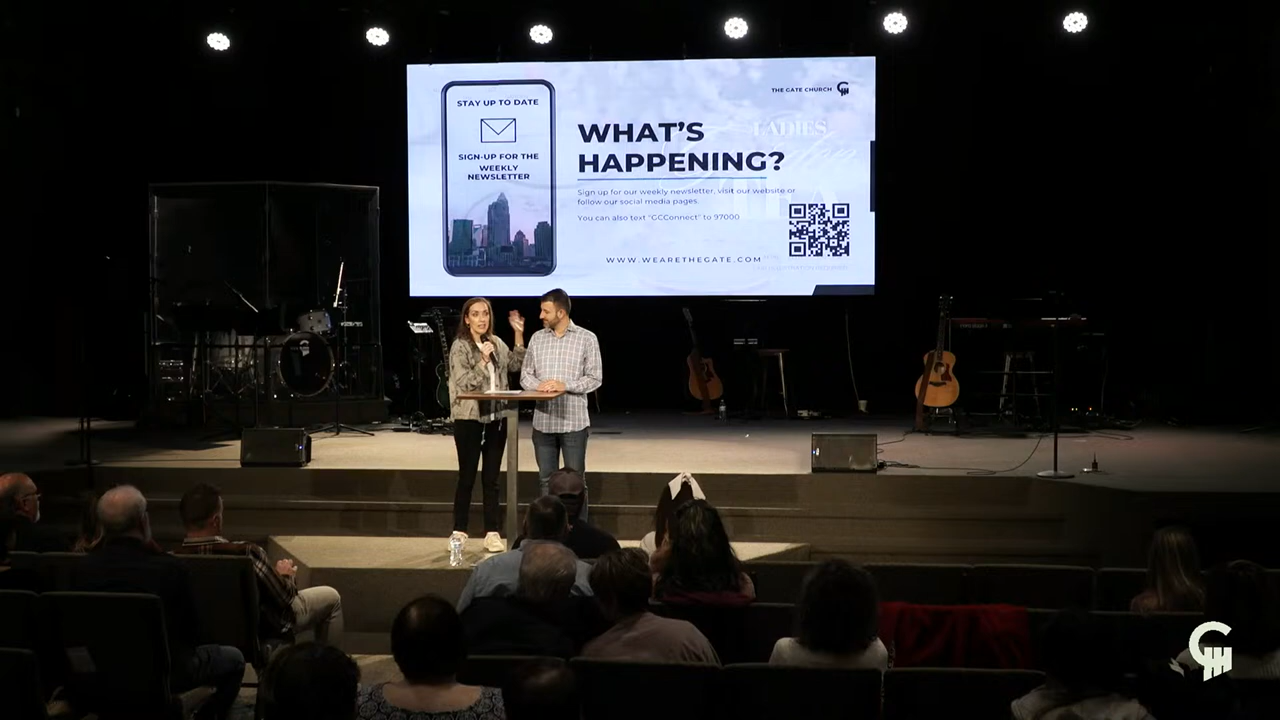 STAY UP TO DATE
SIGN-UP FOR THE
WEEKLY
NEWSLETTER
THE GATE CHURCH
LADIES
WHAT'S
HAPPENING?
Sign up for our weekly newsletter, visit our website or
follow our social media pages.
You can also text "GCConnect" to 97000
WWW.WEARETHEGATE.COM